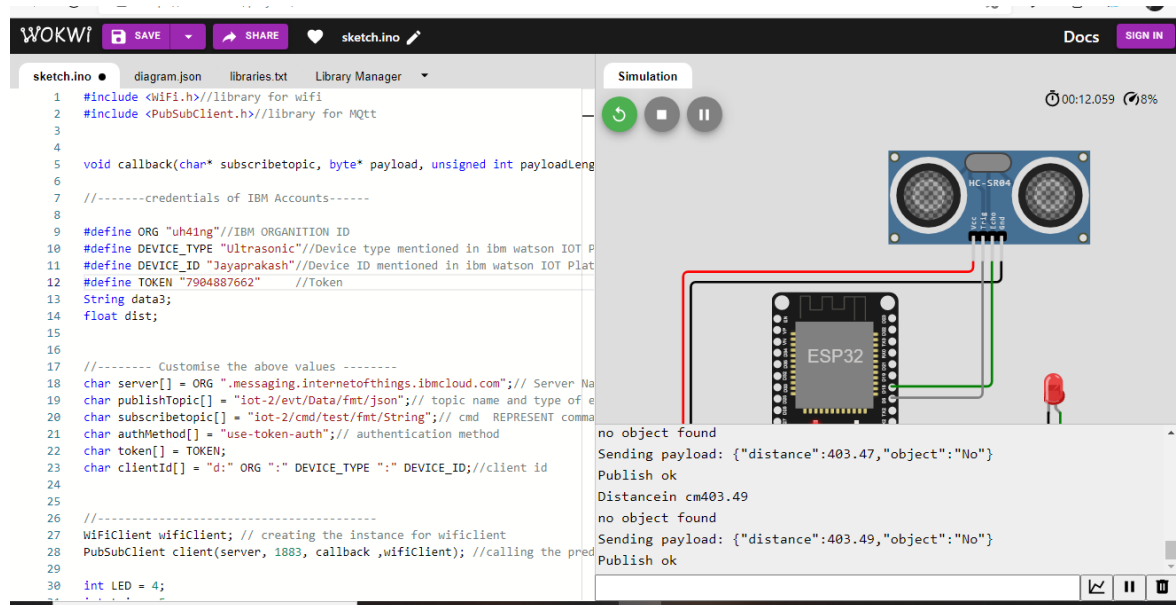 WOKWI SAVE SHARE sketch.ino Docs SIGN IN
sketch.ino diagram.json libraries.txt Library Manager
1 #include <WiFi.h>//library for wifi
2 #include <PubSubClient.h>//library for MQtt
3
4
5 void callback(char* subscribetopic, byte* payload, unsigned int payloadLeng
6
7 //-------credentials of IBM Accounts------
8
9 #define ORG "uh41ng"//IBM ORGANITION ID
10 #define DEVICE_TYPE "Ultrasonic"//Device type mentioned in ibm watson IOT P
11 #define DEVICE_ID "Jayaprakash"//Device ID mentioned in ibm watson IOT Plat
12 #define TOKEN "7904887662" //Token
13 String data3;
14 float dist;
15
16
17 //-------- Customise the above values --------
18 char server[] = ORG ".messaging.internetofthings.ibmcloud.com";// Server Na
19 char publishTopic[] = "iot-2/evt/Data/fmt/json";// topic name and type of e
20 char subscribetopic[] = "iot-2/cmd/test/fmt/String";// cmd REPRESENT comma
21 char authMethod[] = "use-token-auth";// authentication method
22 char token[] = TOKEN;
23 char clientId[] = "d:" ORG ":" DEVICE_TYPE ":" DEVICE_ID;//client id
24
25
26 //-----------------------------------------
27 WiFiClient wifiClient; // creating the instance for wificlient
28 PubSubClient client(server, 1883, callback ,wifiClient); //calling the pred
29
30 int LED = 4;
Simulation
00:12.059 8%
HC-SR04
Vcc
Trig
Echo
Gnd
ESP32
no object found
Sending payload: {"distance":403.47,"object":"No"}
Publish ok
Distancein cm403.49
no object found
Sending payload: {"distance":403.49,"object":"No"}
Publish ok